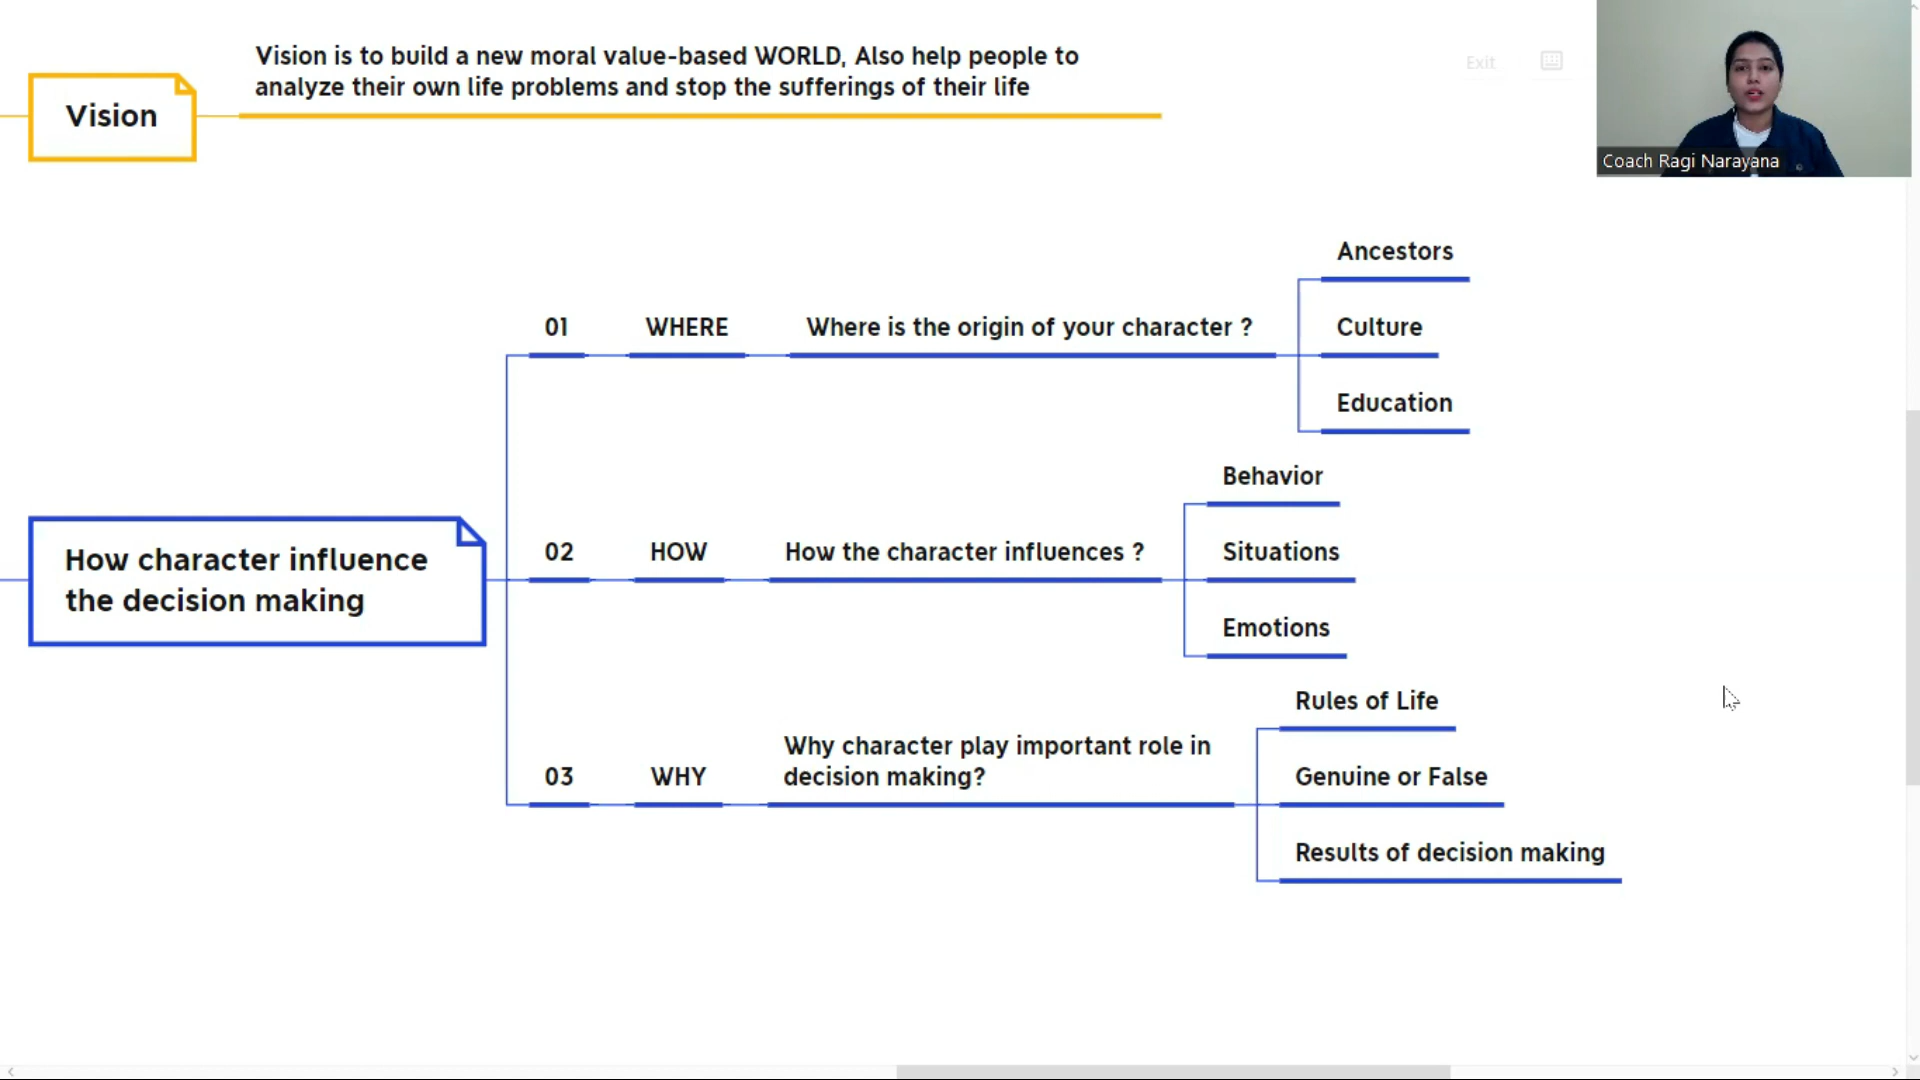 Vision
Vision is to build a new moral value-based WORLD, Also help people to
analyze their own life problems and stop the sufferings of their life
Exit
Coach Ragi Narayana
How character influence
the decision making
01
WHERE
Where is the origin of your character ?
Ancestors
Culture
Education
02
HOW
How the character influences ?
Behavior
Situations
Emotions
03
WHY
Why character play important role in
decision making?
Rules of Life
Genuine or False
Results of decision making